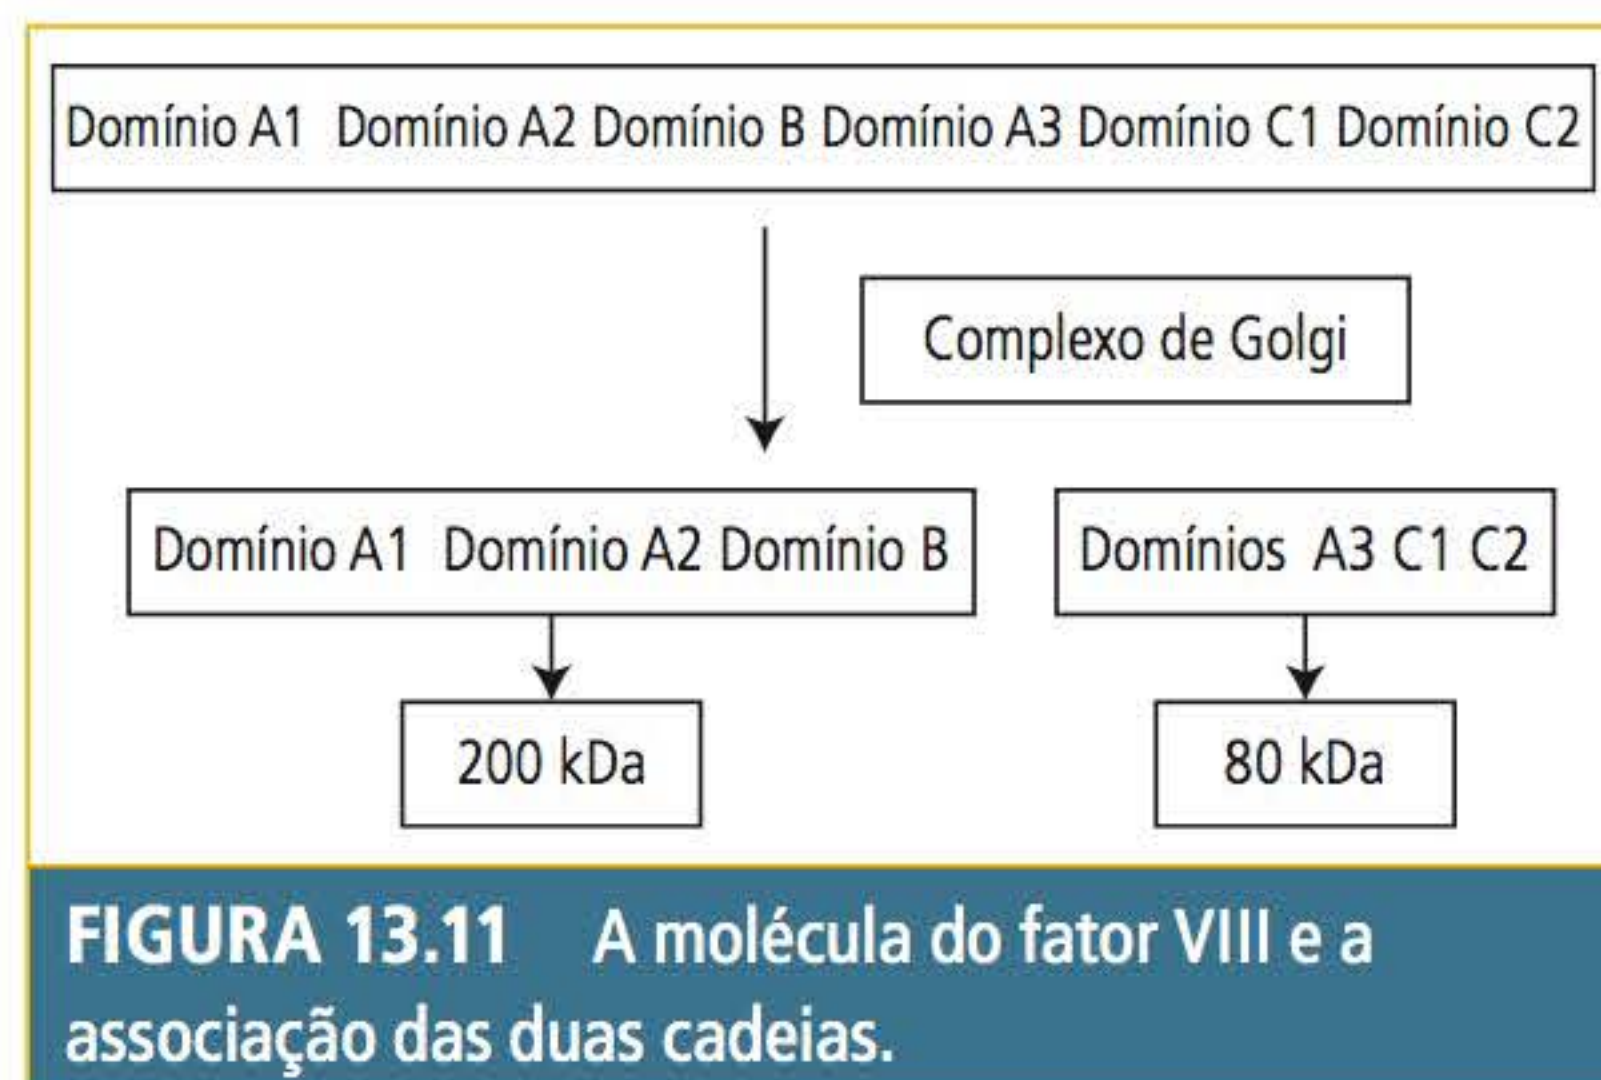 Domínio A1 Domínio A2 Domínio B Domínio A3 Domínio C1 Domínio C2
Complexo de Golgi
Domínio A1 Domínio A2 Domínio B
Domínios A3 C1 C2
200 kDa
80 kDa
FIGURA 13.11 A molécula do fator VIII e a
associação das duas cadeias.